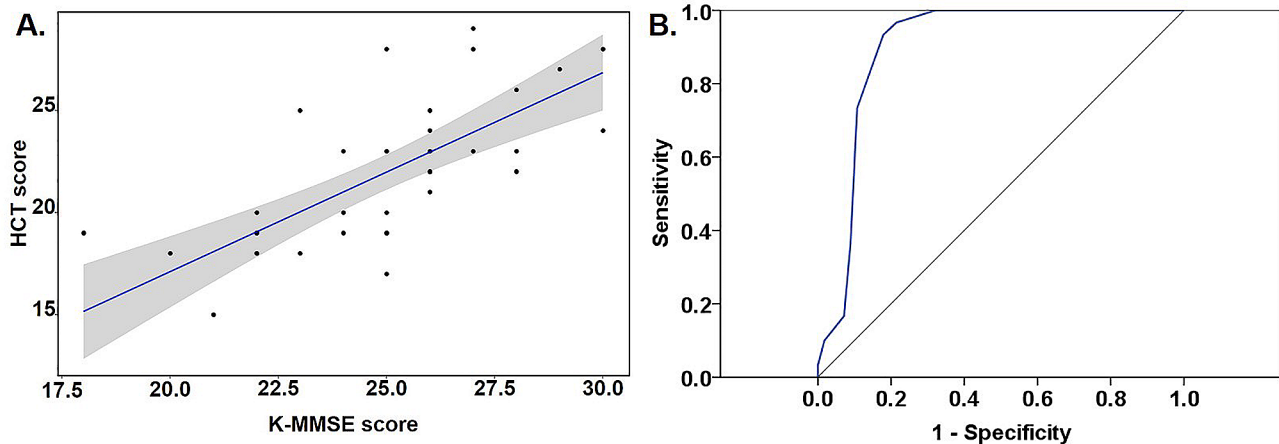 A.
HCT score
25
20
15
17.5 20.0 22.5 25.0 27.5 30.0
K-MMSE score
B.
Sensitivity
1.0
0.8
0.6
0.4
0.2
0.0
0.0 0.2 0.4 0.6 0.8 1.0
1 - Specificity